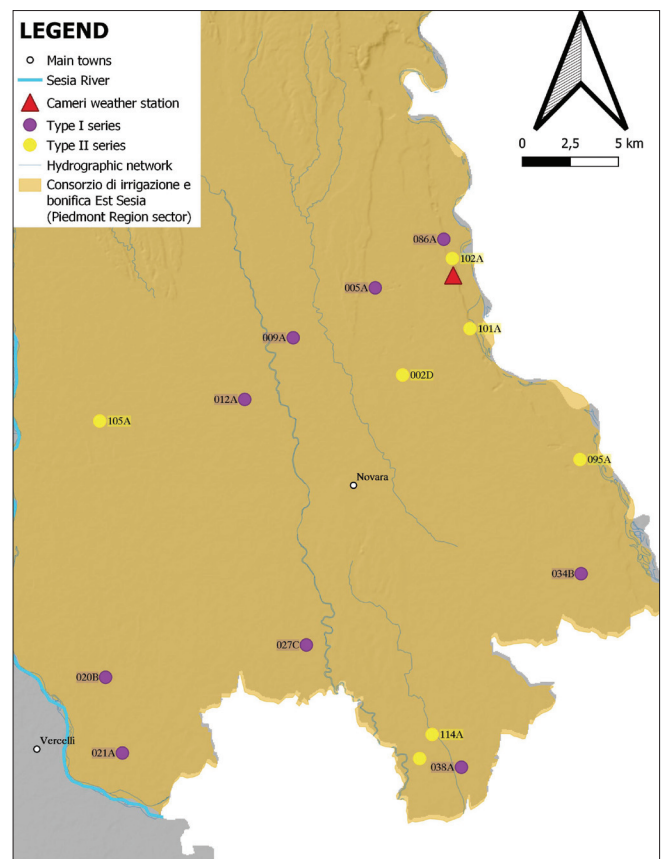 LEGEND
Main towns
Sesia River
Cameri weather station
Type I series
Type II series
Hydrographic network
Consorzio di irrigazione e
bonifica Est Sesia
(Piedmont Region sector)
0 2,5 5 km
086A
102A
005A
101A
009A
002D
012A
105A
095A
Novara
034B
027C
020B
114A
Vercelli
021A
038A